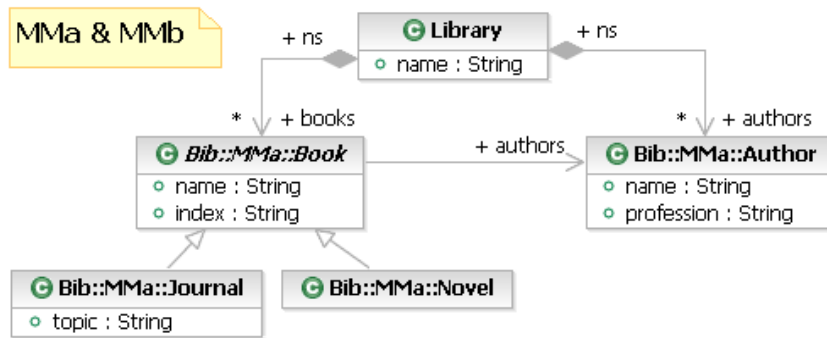 MMa & MMb
+ ns
C Library
name : String
+ ns
* + books
* + authors
C Bib::MMa::Book
name : String
index : String
+ authors
C Bib::MMa::Author
name : String
profession : String
C Bib::MMa::Journal
topic : String
C Bib::MMa::Novel